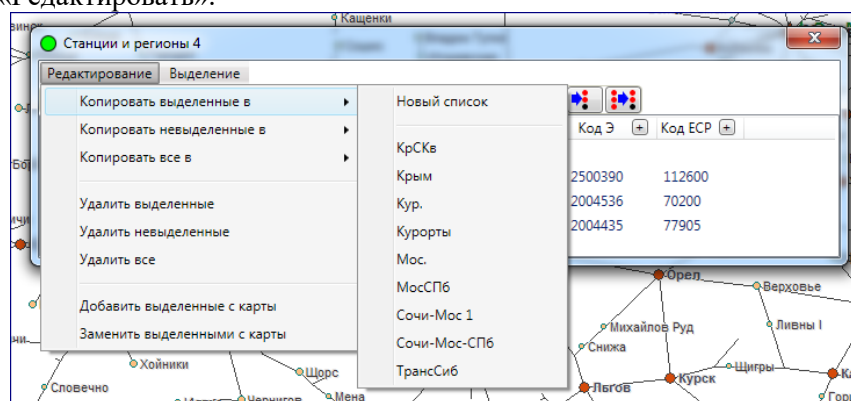 «Редактировать».
Кащенки
Станции и регионы 4
Редактирование Выделение
Копировать выделенные в
Копировать невыделенные в
Копировать все в
Удалить выделенные
Удалить невыделенные
Удалить все
Добавить выделенные с карты
Заменить выделенными с карты
Новый список
КрСКв
Крым
Кур.
Курорты
Мос.
МосСПб
Сочи-Мос 1
Сочи-Мос-СПб
ТрансСиб
Код Э + Код ЕСР +
2500390 112600
2004536 70200
2004435 77905
Орел
Верховье
Михайлов Руд
Ливны I
Снижа
Хойники
Щорс
Щигры
Курск
Льгов
Словечно
Мена
Чернигов